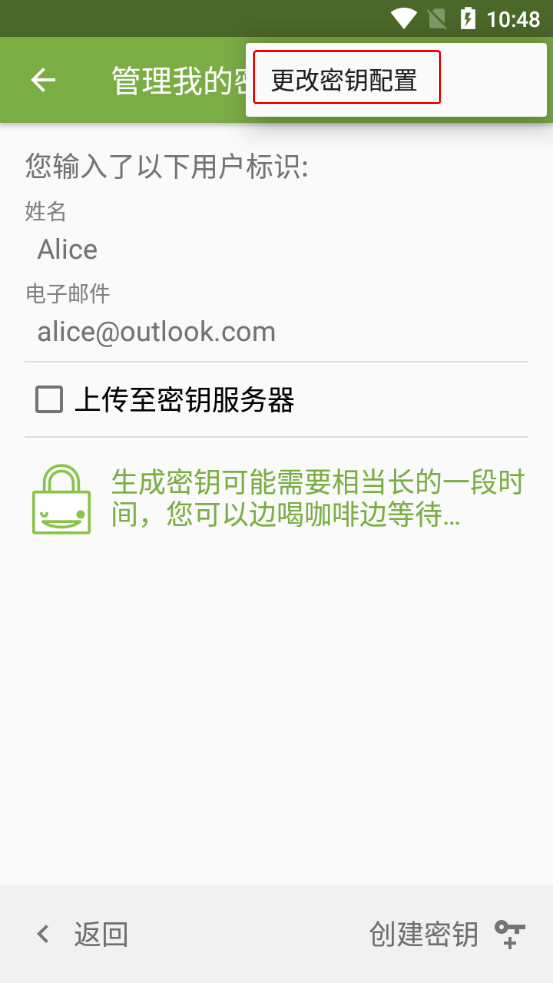 10:48
管理我的密
更改密钥配置
您输入了以下用户标识:
姓名
Alice
电子邮件
alice@outlook.com
上传至密钥服务器
生成密钥可能需要相当长的一段时
间，您可以边喝咖啡边等待...
返回
创建密钥